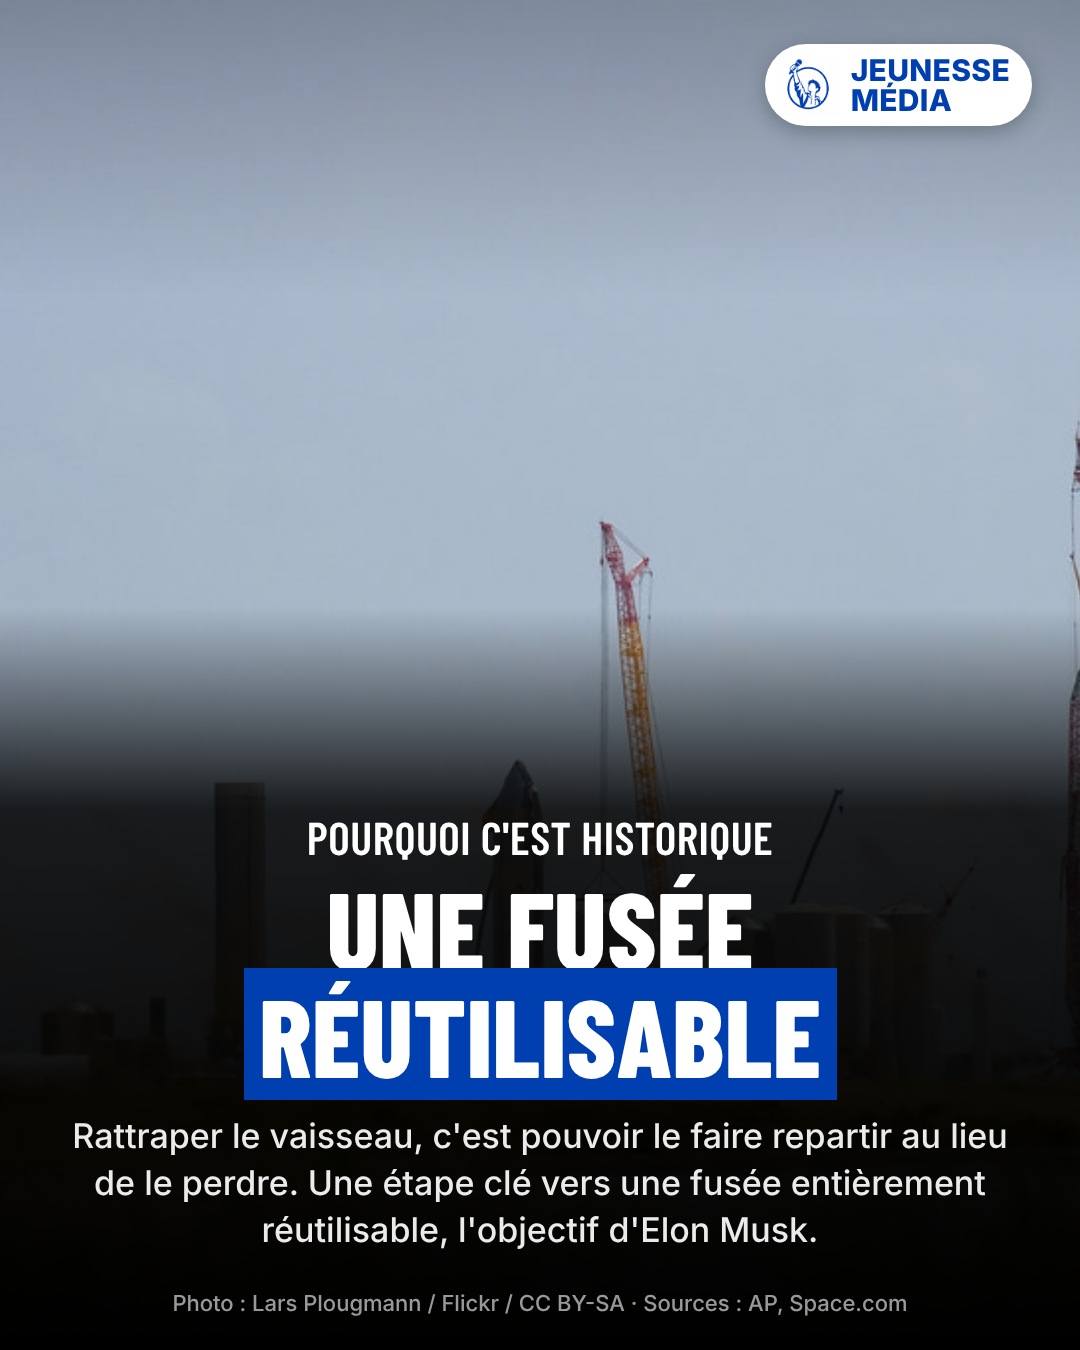 JEUNESSE
MÉDIA
POURQUOI C'EST HISTORIQUE
UNE FUSÉE
RÉUTILISABLE
Rattraper le vaisseau, c'est pouvoir le faire repartir au lieu
de le perdre. Une étape clé vers une fusée entièrement
réutilisable, l'objectif d'Elon Musk.
Photo : Lars Plougmann / Flickr / CC BY-SA · Sources : AP, Space.com